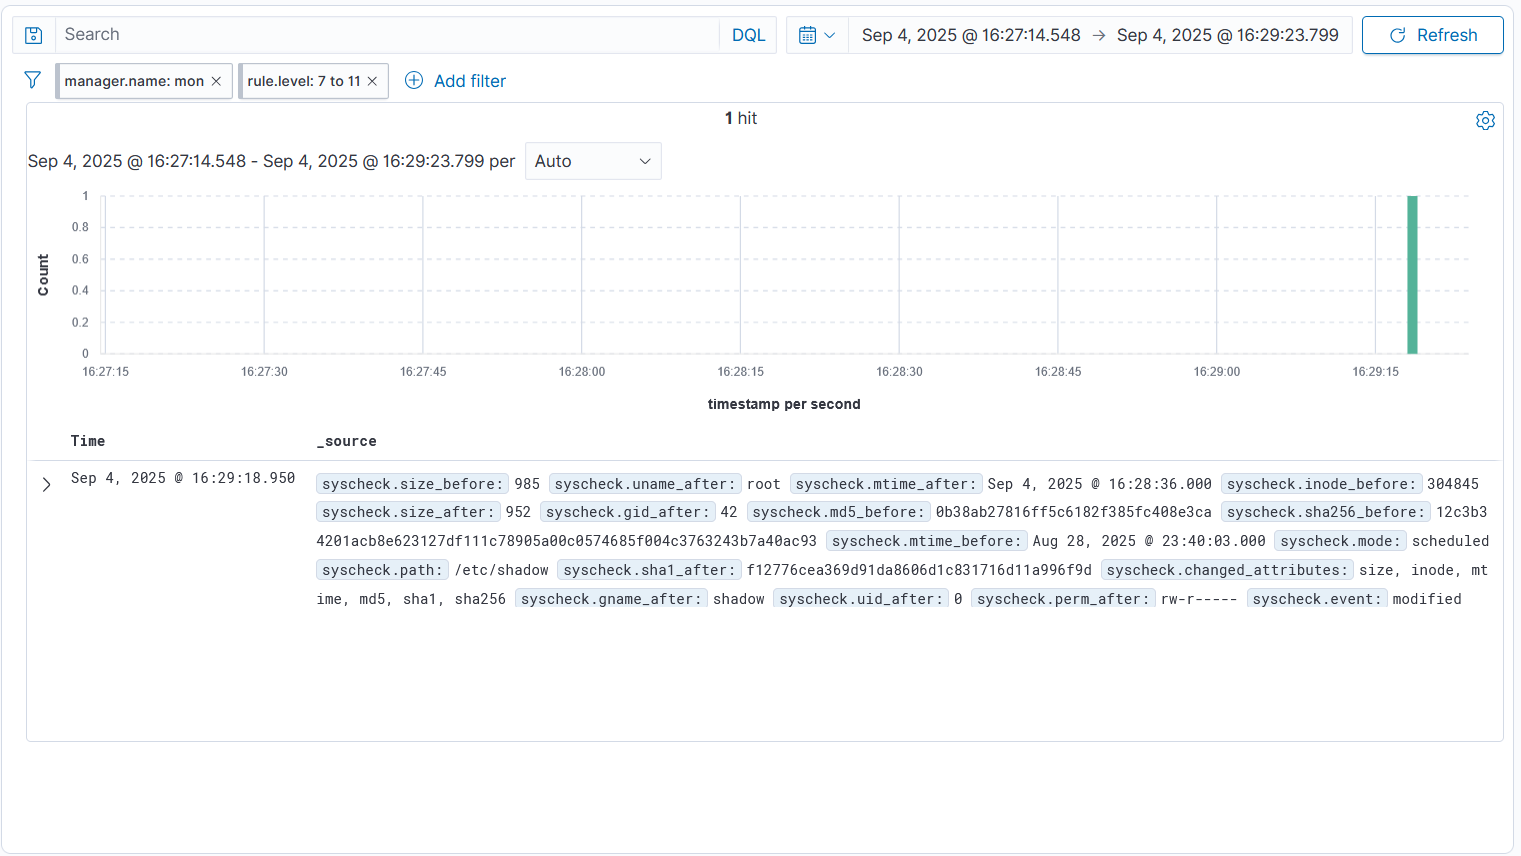 Search DQL Sep 4, 2025 @ 16:27:14.548 → Sep 4, 2025 @ 16:29:23.799 Refresh
manager.name: mon × rule.level: 7 to 11 × Add filter
1 hit
Sep 4, 2025 @ 16:27:14.548 - Sep 4, 2025 @ 16:29:23.799 per Auto
1
0.8
0.6
0.4
0.2
0
Count
16:27:15 16:27:30 16:27:45 16:28:00 16:28:15 16:28:30 16:28:45 16:29:00 16:29:15
timestamp per second
Time _source
Sep 4, 2025 @ 16:29:18.950 syscheck.size_before: 985 syscheck.uname_after: root syscheck.mtime_after: Sep 4, 2025 @ 16:28:36.000 syscheck.inode_before: 304845
syscheck.size_after: 952 syscheck.gid_after: 42 syscheck.md5_before: 0b38ab27816ff5c6182f385fc408e3ca syscheck.sha256_before: 12c3b3
4201acb8e623127df111c78905a00c0574685f004c3763243b7a40ac93 syscheck.mtime_before: Aug 28, 2025 @ 23:40:03.000 syscheck.mode: scheduled
syscheck.path: /etc/shadow syscheck.sha1_after: f12776cea369d91da8606d1c831716d11a996f9d syscheck.changed_attributes: size, inode, mt
ime, md5, sha1, sha256 syscheck.gname_after: shadow syscheck.uid_after: 0 syscheck.perm_after: rw-r----- syscheck.event: modified